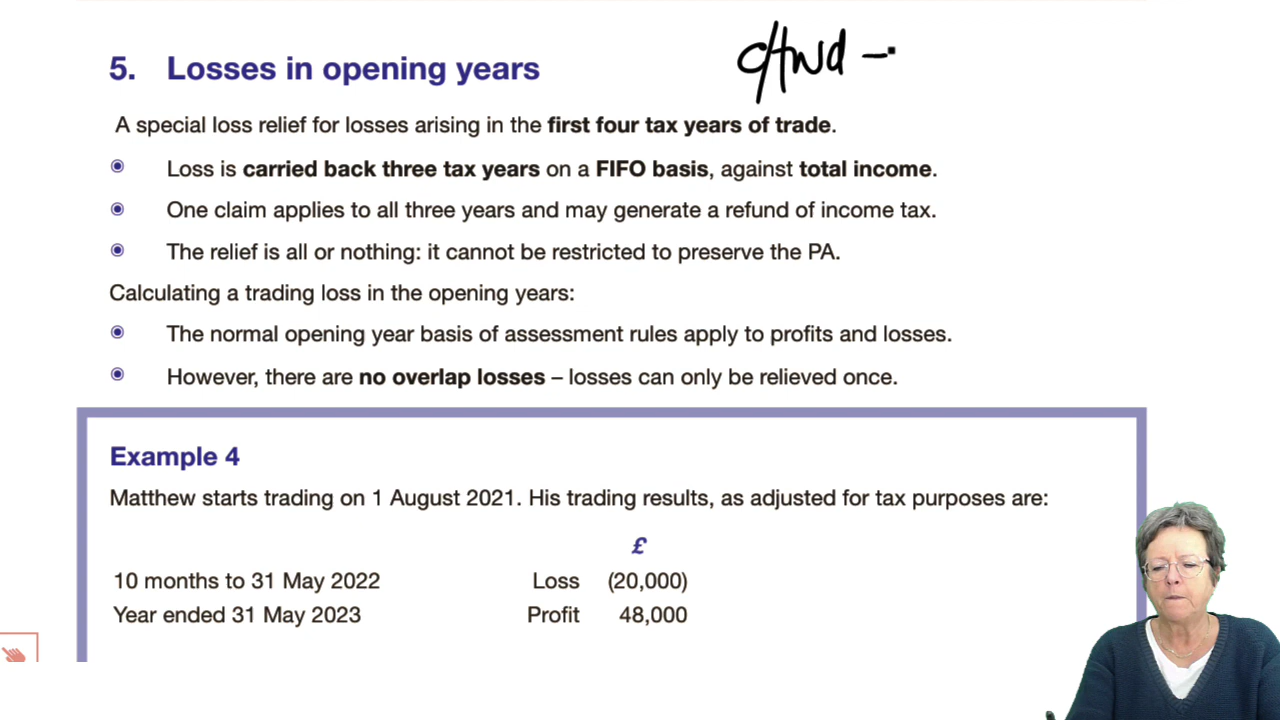 5. Losses in opening years
c/fwd –
A special loss relief for losses arising in the first four tax years of trade.
Loss is carried back three tax years on a FIFO basis, against total income.
One claim applies to all three years and may generate a refund of income tax.
The relief is all or nothing: it cannot be restricted to preserve the PA.
Calculating a trading loss in the opening years:
The normal opening year basis of assessment rules apply to profits and losses.
However, there are no overlap losses – losses can only be relieved once.
Example 4
Matthew starts trading on 1 August 2021. His trading results, as adjusted for tax purposes are:
£
10 months to 31 May 2022 Loss (20,000)
Year ended 31 May 2023 Profit 48,000